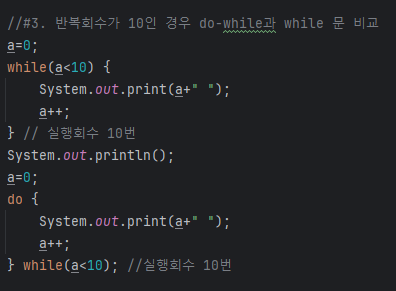 //#3. 반복회수가 10인 경우 do-while과 while 문 비교
a=0;
while(a<10) {
    System.out.print(a+" ");
    a++;
} // 실행회수 10번
System.out.println();
a=0;
do {
    System.out.print(a+" ");
    a++;
} while(a<10); //실행회수 10번